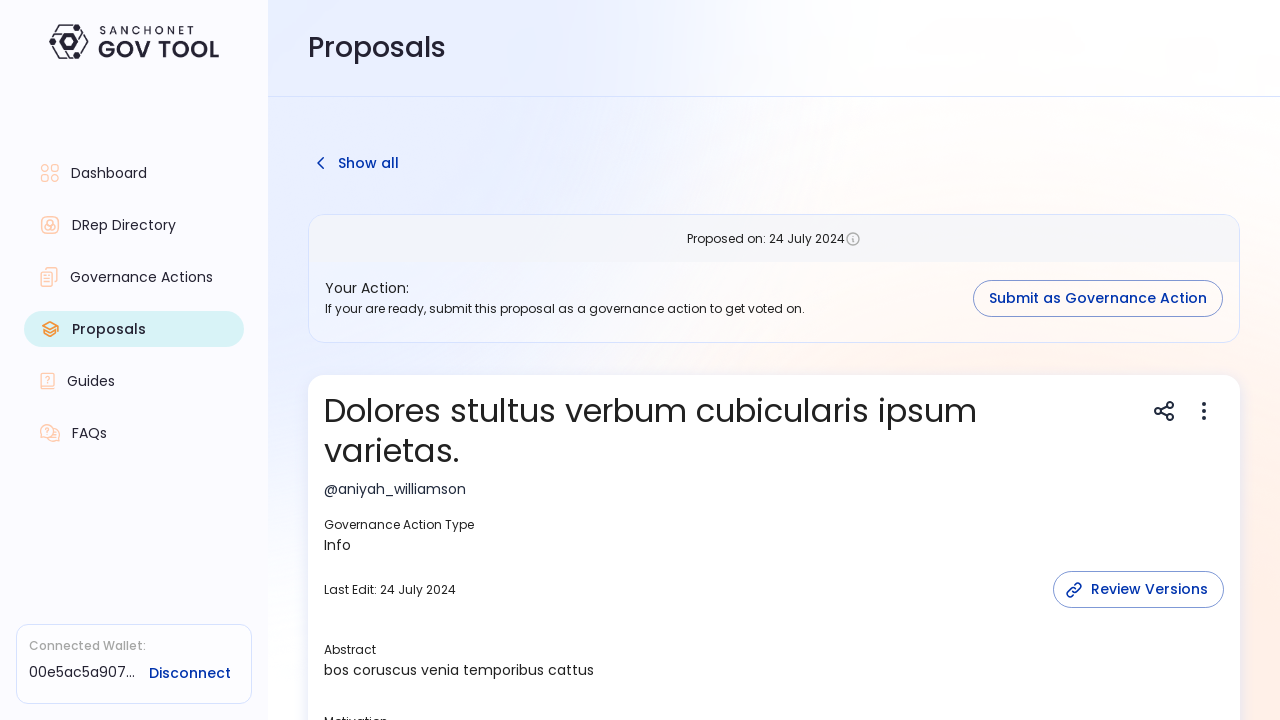 SANCHONET
GOV TOOL
Dashboard
DRep Directory
Governance Actions
Proposals
Guides
FAQs
Connected Wallet:
00e5ac5a907...
Disconnect
Proposals
Show all
Proposed on: 24 July 2024
Your Action:
If your are ready, submit this proposal as a governance action to get voted on.
Submit as Governance Action
Dolores stultus verbum cubicularis ipsum
varietas.
@aniyah_williamson
Governance Action Type
Info
Last Edit: 24 July 2024
Review Versions
Abstract
bos coruscus venia temporibus cattus
Motivation